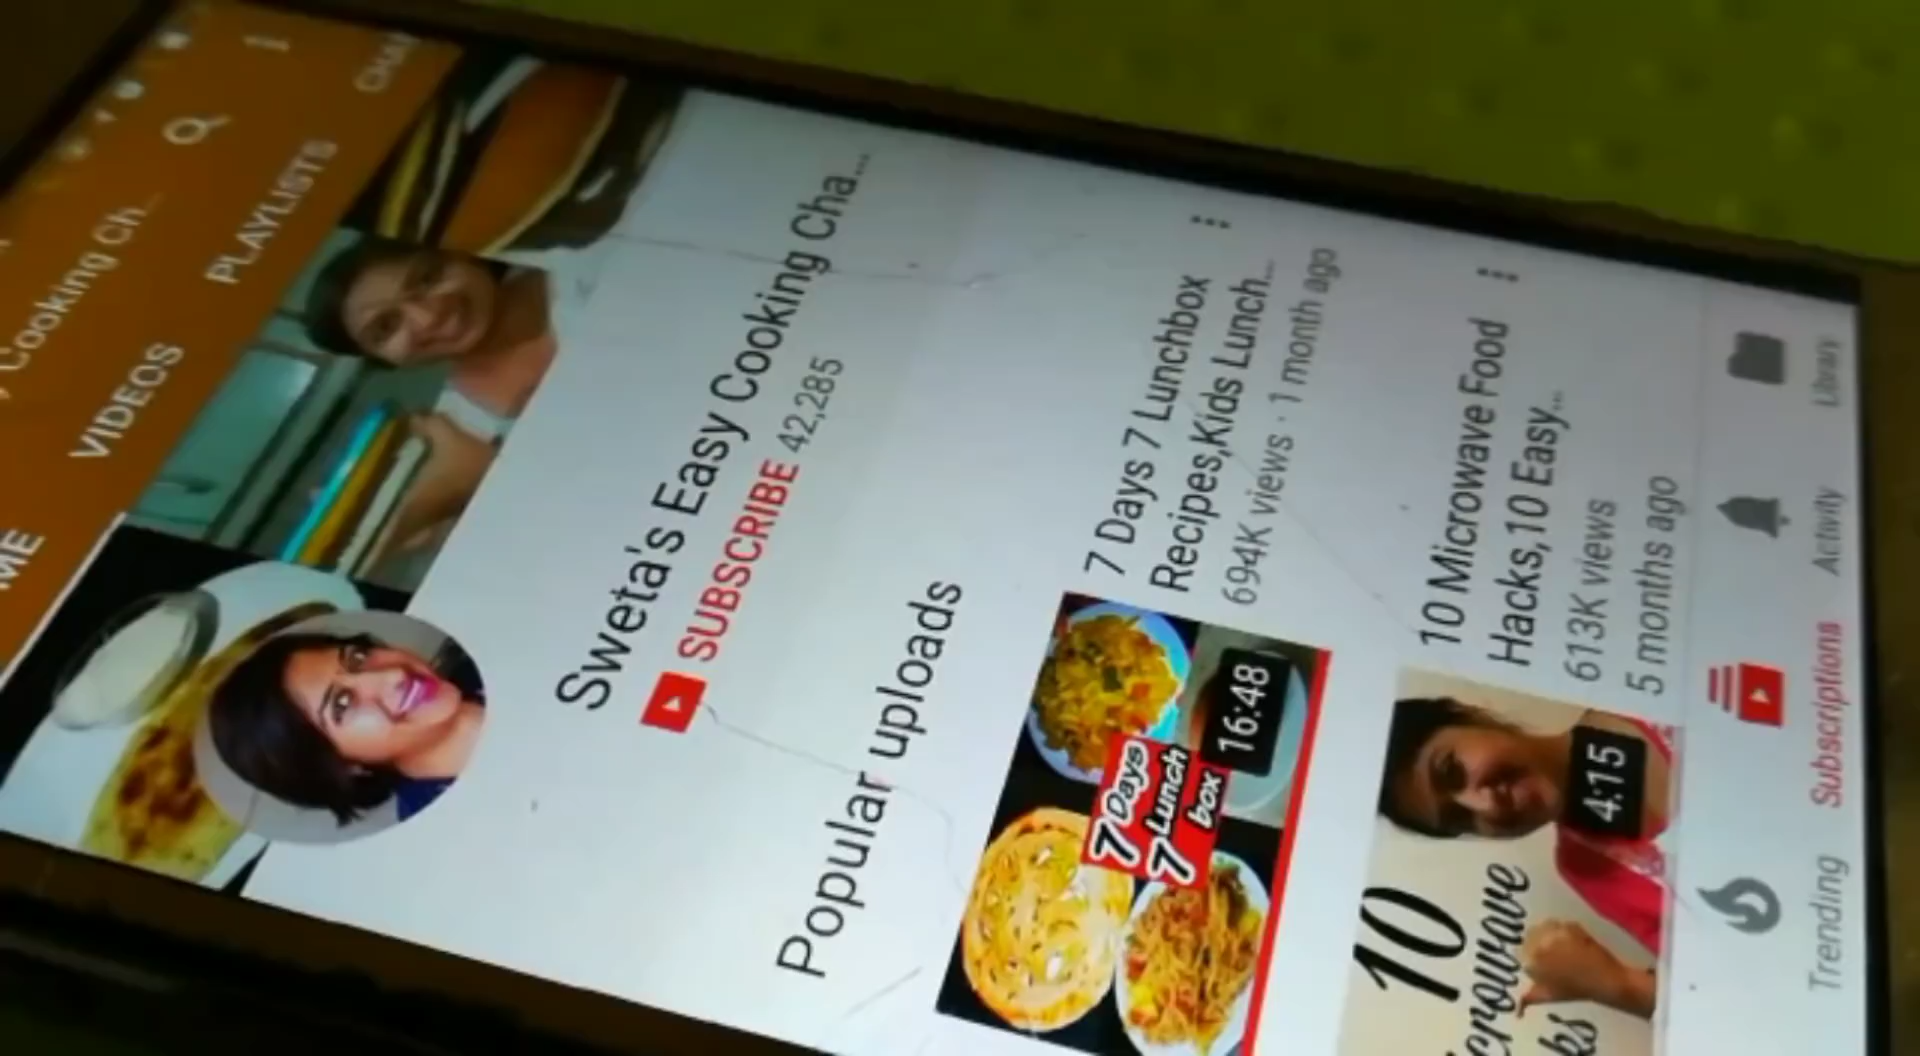 Cooking Ch...
VIDEOS
PLAYLISTS
Sweta's Easy Cooking Cha...
SUBSCRIBE 42,285
Popular uploads
7 Days
7 Lunch
box
16:48
7 Days 7 Lunchbox
Recipes,Kids Lunch...
694K views · 1 month ago
10
4:15
10 Microwave Food
Hacks,10 Easy...
613K views
5 months ago
Trending
Subscriptions
Activity
Library